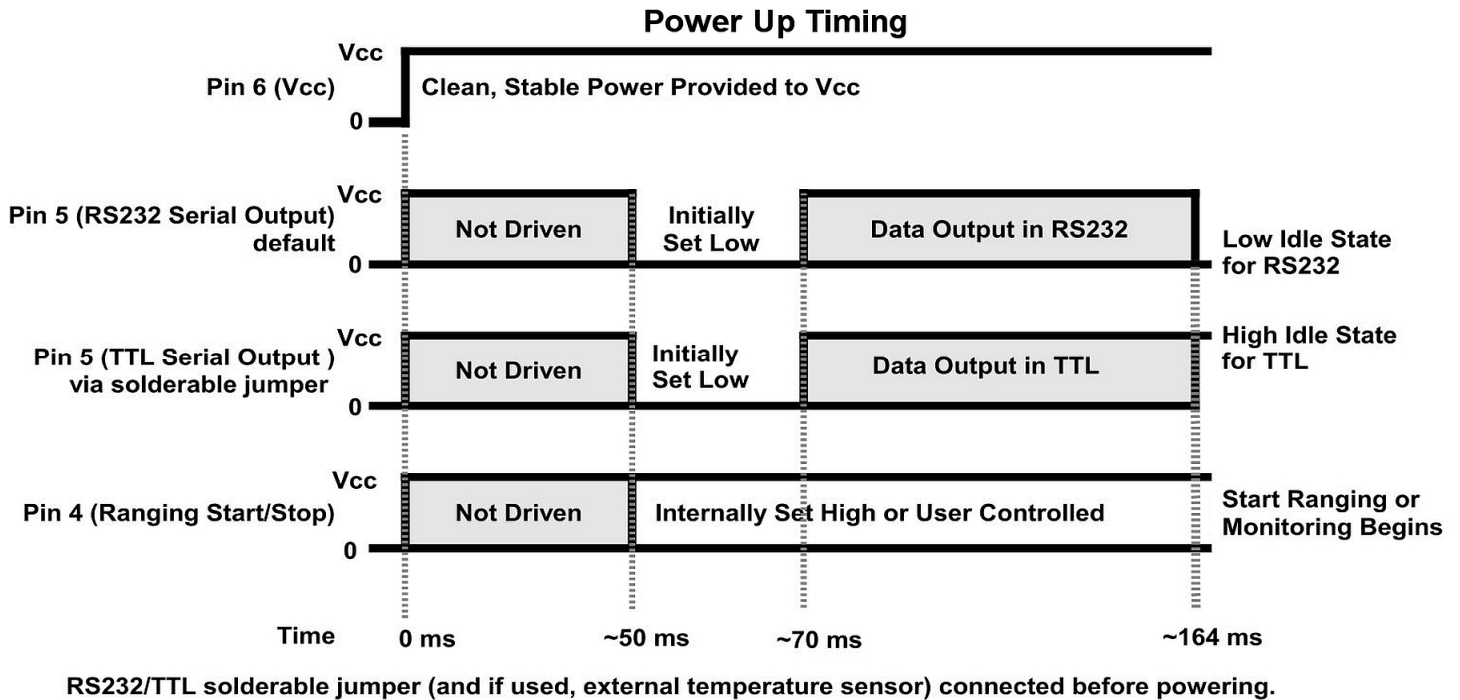 Power Up Timing
Vcc
Pin 6 (Vcc)
Clean, Stable Power Provided to Vcc
0
Vcc
Pin 5 (RS232 Serial Output)
default
Not Driven
Initially
Set Low
Data Output in RS232
0
Low Idle State
for RS232
Vcc
Pin 5 (TTL Serial Output )
via solderable jumper
Not Driven
Initially
Set Low
Data Output in TTL
0
High Idle State
for TTL
Vcc
Pin 4 (Ranging Start/Stop)
Not Driven
Internally Set High or User Controlled
0
Start Ranging or
Monitoring Begins
Time
0 ms
~50 ms
~70 ms
~164 ms
RS232/TTL solderable jumper (and if used, external temperature sensor) connected before powering.